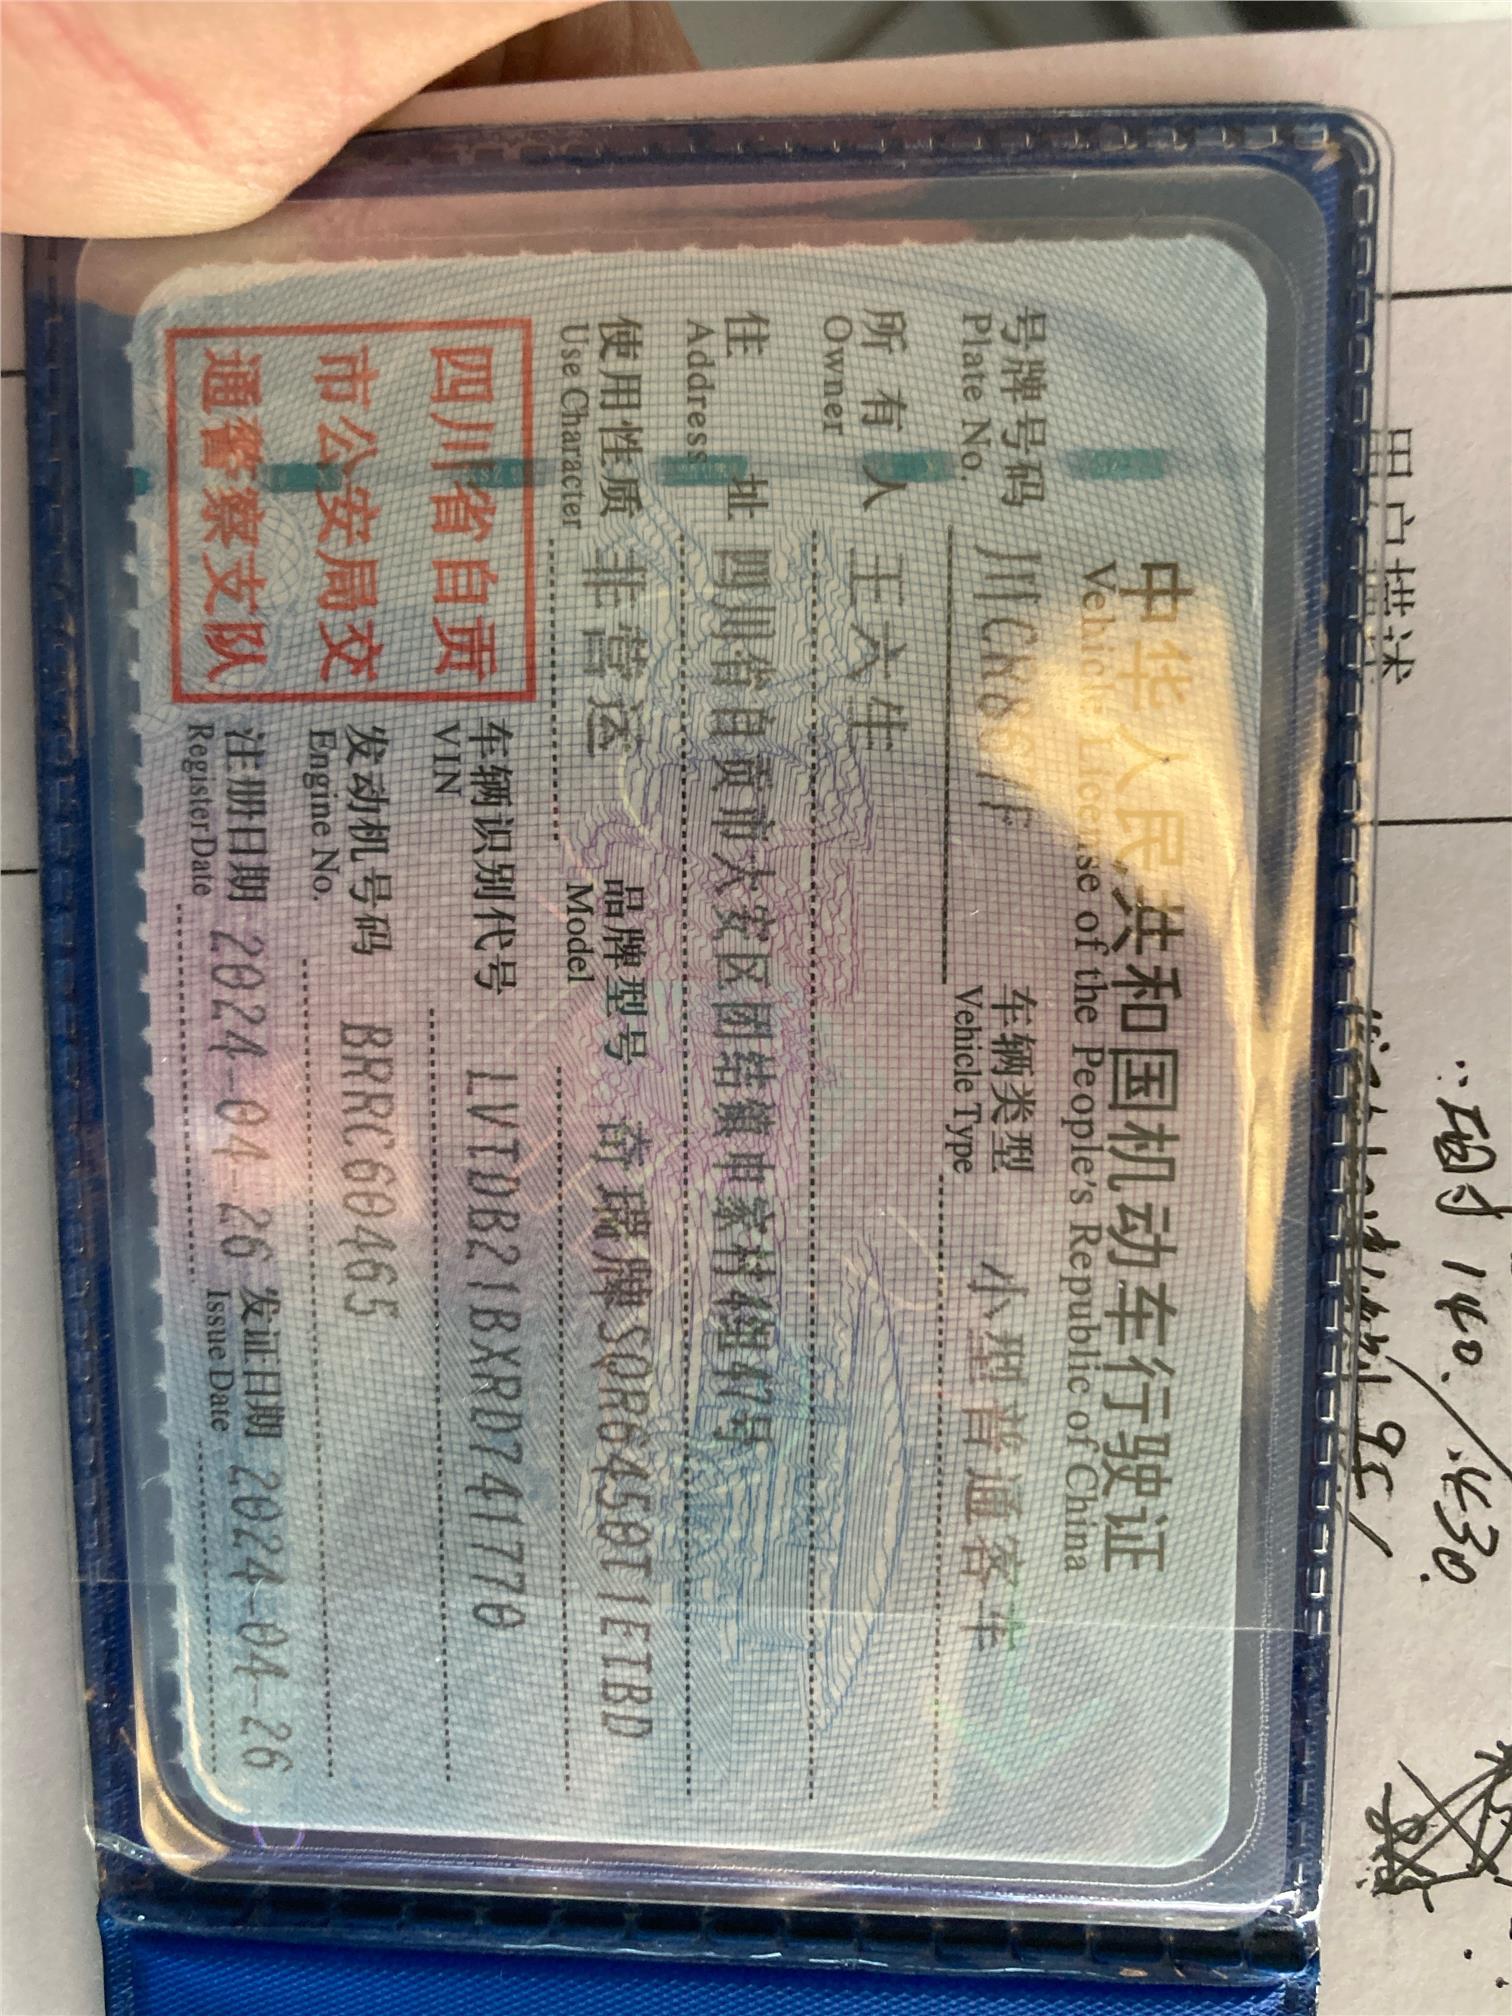 中华人民共和国机动车行驶证
Vehicle License of the People's Republic of China
号牌号码
Plate No.
车辆类型 小型普通客车
Vehicle Type
所有人 王六生
Owner
住址 四川省自贡市大安区团结镇申家村4组47号
Address
使用性质 非营运 品牌型号 奇瑞牌SQR6450T1ETBD
Use Character Model
四川省自贡
市公安局交
通警察支队
车辆识别代号 LVTDB21BXRD741770
VIN
发动机号码 BRRC60465
Engine No.
注册日期 2024-04-26 发证日期 2024-04-26
Register Date Issue Date